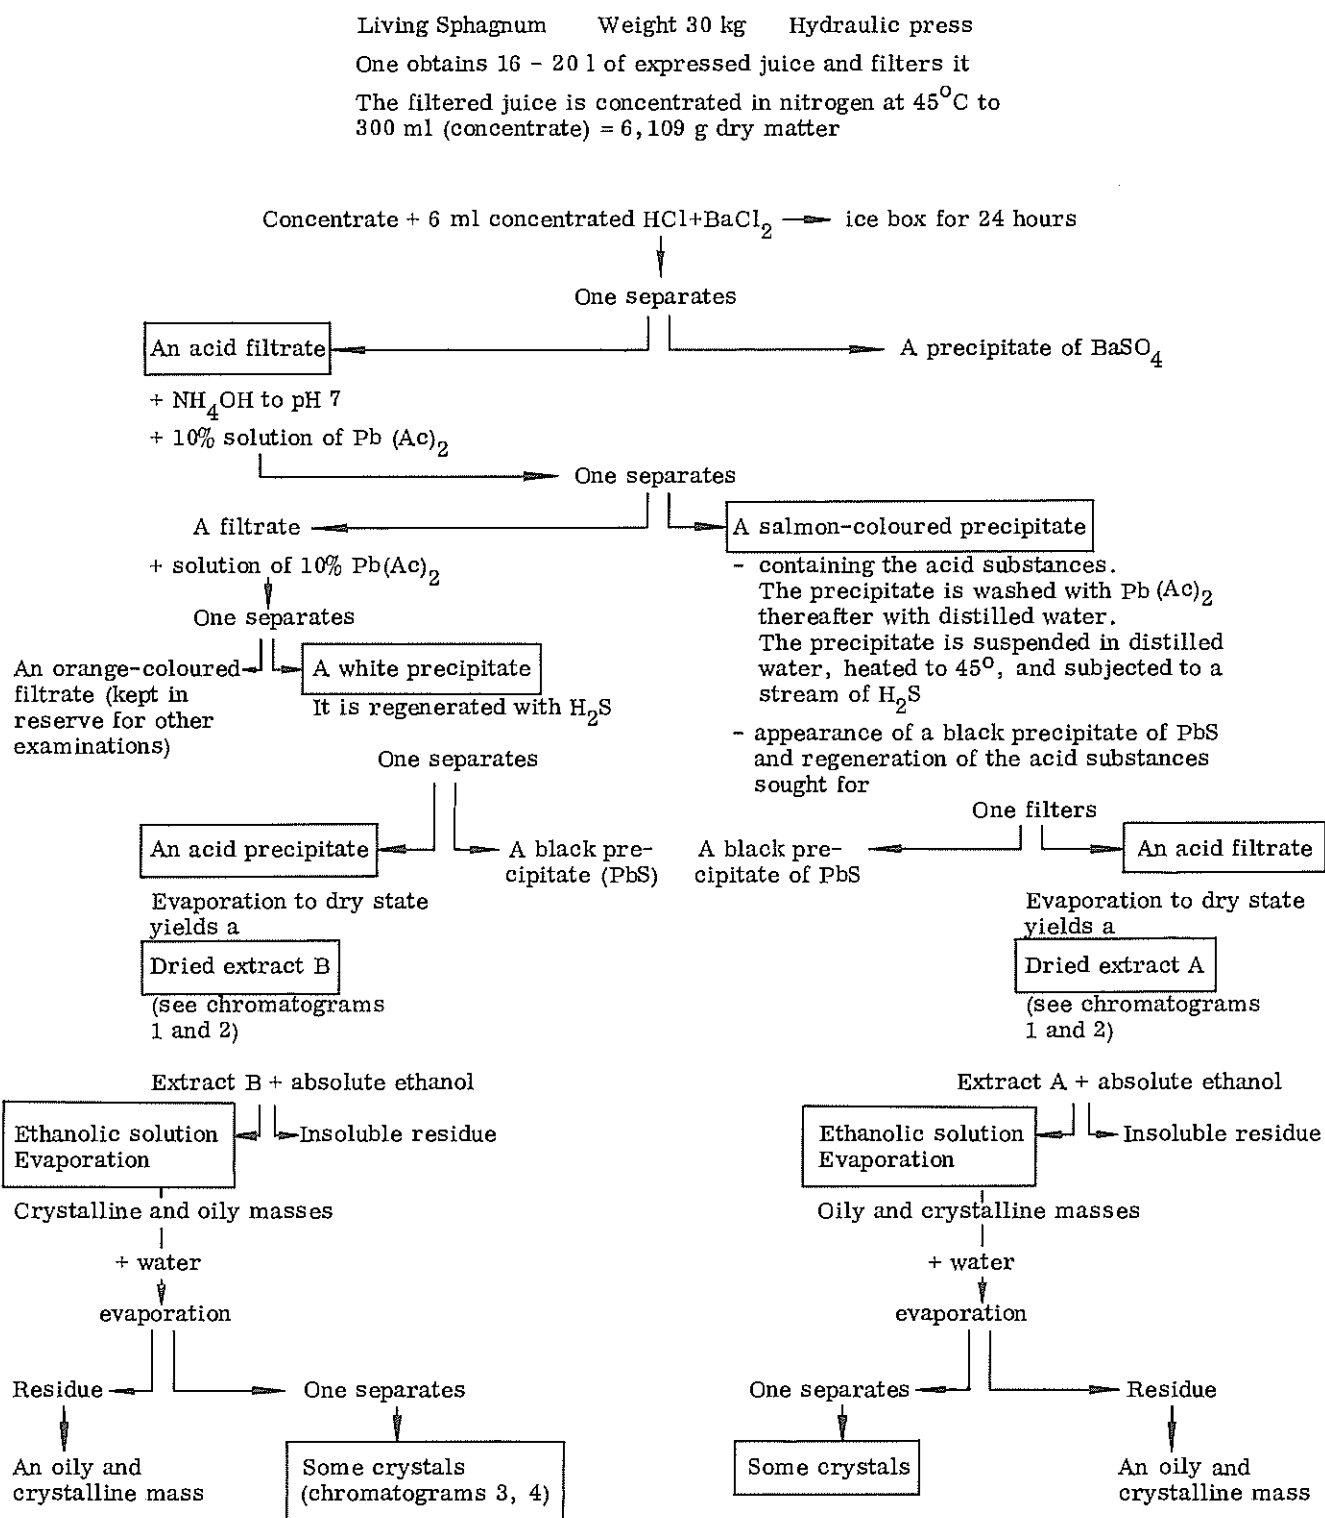 Living Sphagnum Weight 30 kg Hydraulic press
One obtains 16 - 20 l of expressed juice and filters it
The filtered juice is concentrated in nitrogen at 45°C to
300 ml (concentrate) = 6,109 g dry matter
Concentrate + 6 ml concentrated HCl+BaCl2 → ice box for 24 hours
One separates
An acid filtrate
A precipitate of BaSO4
+ NH4OH to pH 7
+ 10% solution of Pb (Ac)2
One separates
A filtrate
A salmon-coloured precipitate
+ solution of 10% Pb(Ac)2
One separates
An orange-coloured
filtrate (kept in
reserve for other
examinations)
A white precipitate
It is regenerated with H2S
- containing the acid substances.
The precipitate is washed with Pb (Ac)2
thereafter with distilled water.
The precipitate is suspended in distilled
water, heated to 45°, and subjected to a
stream of H2S
- appearance of a black precipitate of PbS
and regeneration of the acid substances
sought for
One separates
One filters
An acid precipitate
A black pre-
cipitate (PbS)
A black pre-
cipitate of PbS
An acid filtrate
Evaporation to dry state
yields a
Dried extract B
(see chromatograms
1 and 2)
Evaporation to dry state
yields a
Dried extract A
(see chromatograms
1 and 2)
Extract B + absolute ethanol
Ethanolic solution
Evaporation
Insoluble residue
Crystalline and oily masses
+ water
evaporation
Residue
One separates
An oily and
crystalline mass
Some crystals
(chromatograms 3, 4)
Extract A + absolute ethanol
Ethanolic solution
Evaporation
Insoluble residue
Oily and crystalline masses
+ water
evaporation
One separates
Residue
Some crystals
An oily and
crystalline mass